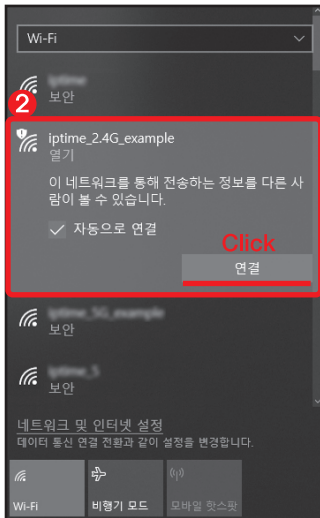 Wi-Fi
보안
2
iptime_2.4G_example
열기
이 네트워크를 통해 전송하는 정보를 다른 사
람이 볼 수 있습니다.
자동으로 연결
Click
연결
보안
보안
네트워크 및 인터넷 설정
데이터 통신 연결 전환과 같이 설정을 변경합니다.
Wi-Fi
비행기 모드
모바일 핫스팟